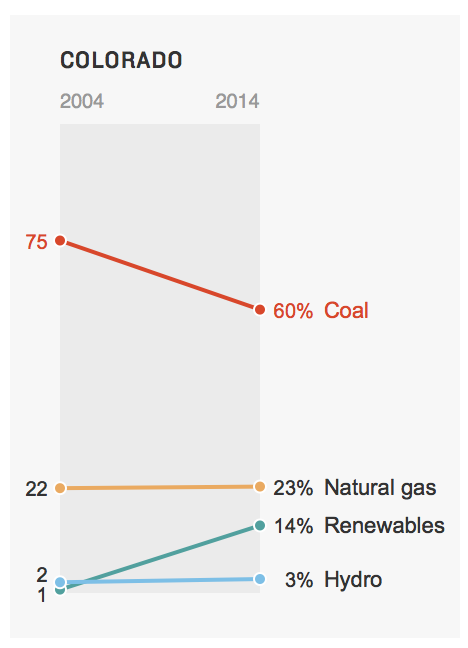 COLORADO
2004 2014
75
60% Coal
22
23% Natural gas
14% Renewables
2
3% Hydro
1